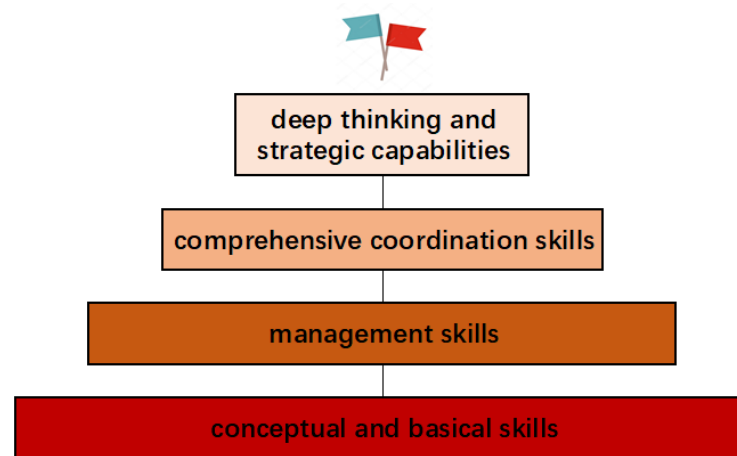 deep thinking and
strategic capabilities
comprehensive coordination skills
management skills
conceptual and basical skills